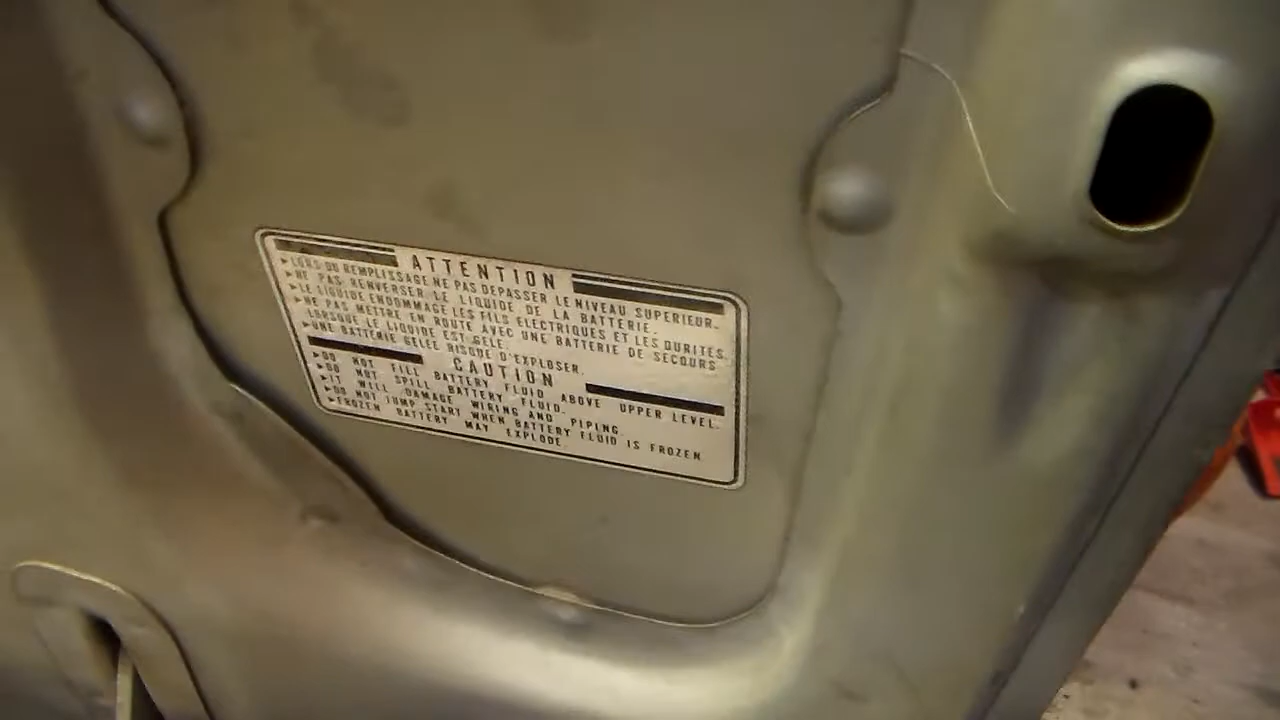 ATTENTION
▸LORS DU REMPLISSAGE NE PAS DEPASSER LE NIVEAU SUPERIEUR.
▸NE PAS RENVERSER LE LIQUIDE DE LA BATTERIE.
▸LE LIQUIDE ENDOMMAGE LES FILS ELECTRIQUES ET LES DURITES.
▸NE PAS METTRE EN ROUTE AVEC UNE BATTERIE DE SECOURS
LORSQUE LE LIQUIDE EST GELE.
▸UNE BATTERIE GELEE RISQUE D'EXPLOSER.
CAUTION
▸DO NOT FILL BATTERY FLUID ABOVE UPPER LEVEL.
▸DO NOT SPILL BATTERY FLUID.
▸IT WILL DAMAGE WIRING AND PIPING.
▸DO NOT JUMP START WHEN BATTERY FLUID IS FROZEN
▸FROZEN BATTERY MAY EXPLODE.